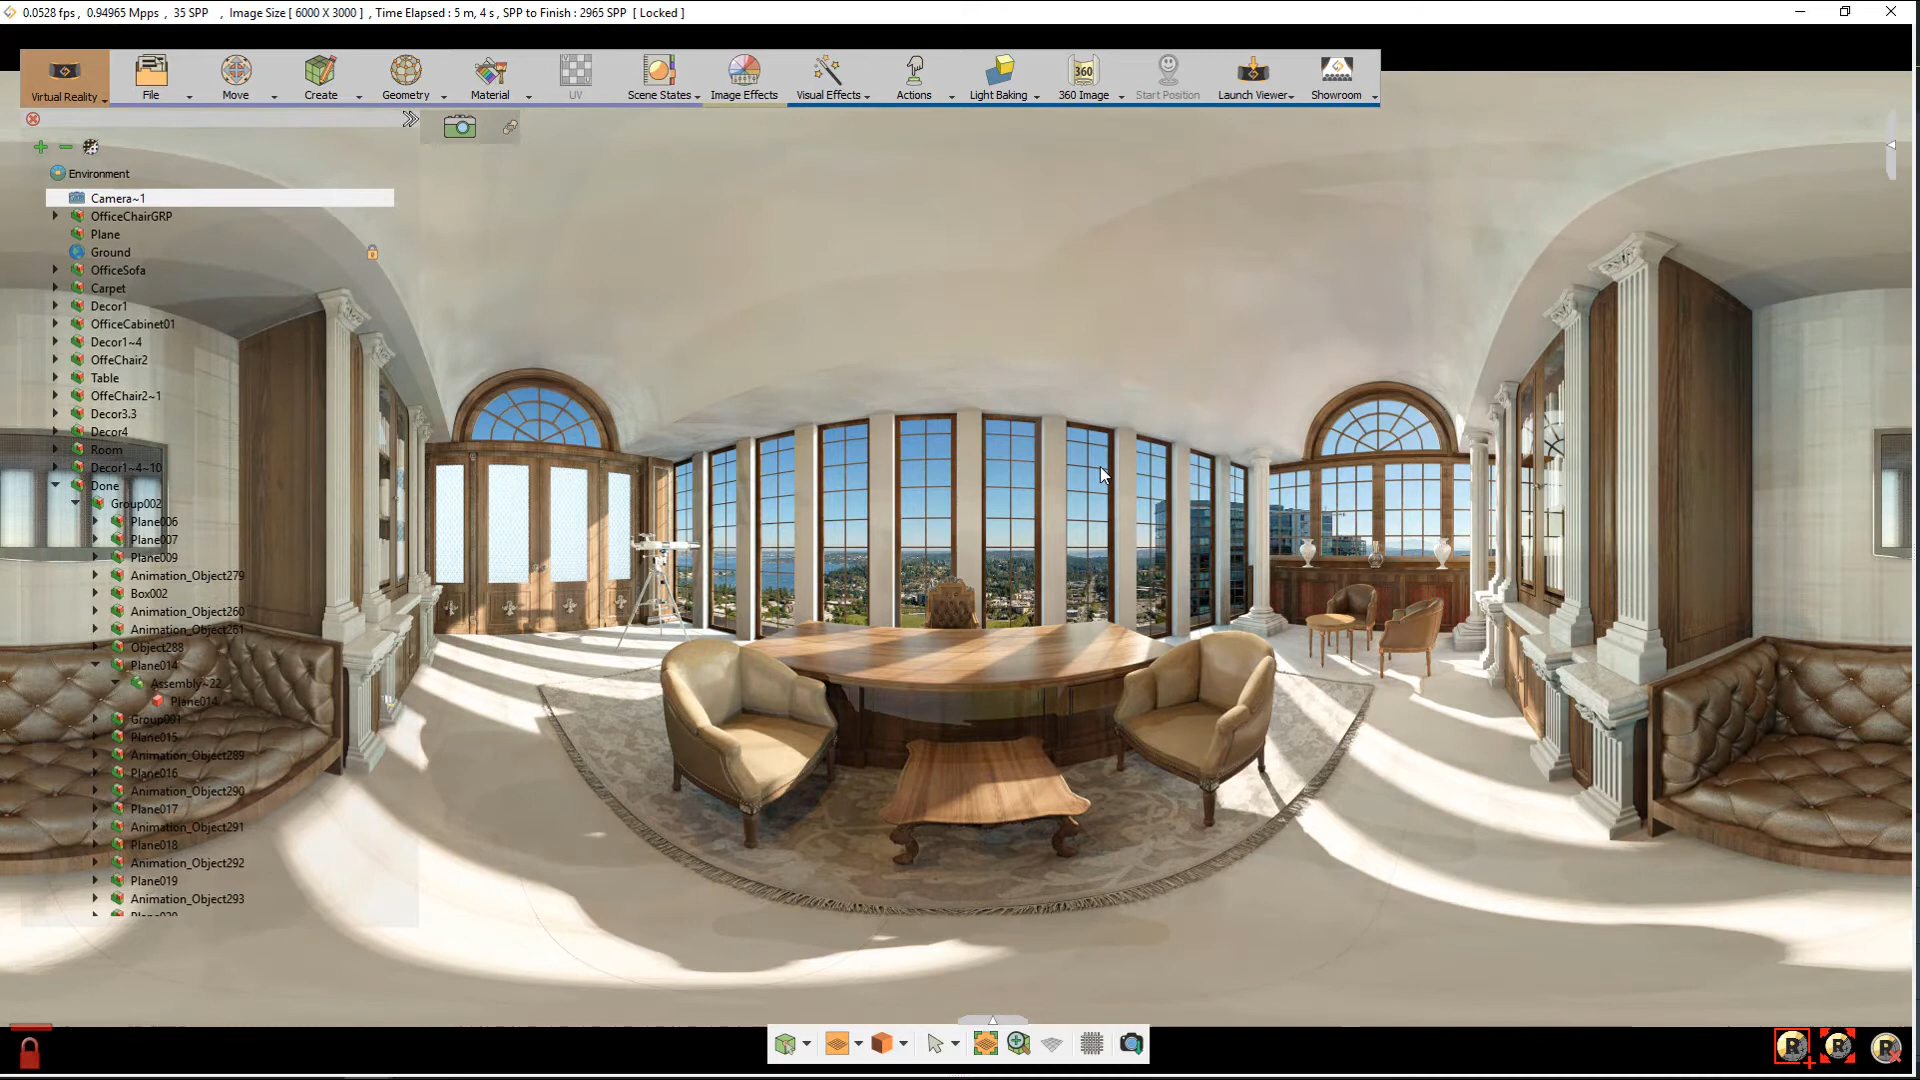 0.0528 fps , 0.94965 Mpps , 35 SPP , Image Size [ 6000 X 3000 ] , Time Elapsed : 5 m, 4 s , SPP to Finish : 2965 SPP [ Locked ]
Virtual Reality File Move Create Geometry Material UV Scene States Image Effects Visual Effects Actions Light Baking 360 Image Start Position Launch Viewer Showroom
360
Environment
Camera~1
OfficeChairGRP
Plane
Ground
OfficeSofa
Carpet
Decor1
OfficeCabinet01
Decor1~4
OffeChair2
Table
OffeChair2~1
Decor3.3
Decor4
Room
Decor1~4~10
Done
Group002
Plane006
Plane007
Plane009
Animation_Object279
Box002
Animation_Object260
Animation_Object261
Object288
Plane014
Assembly~22
Plane014
Group001
Plane015
Animation_Object289
Plane016
Animation_Object290
Plane017
Animation_Object291
Plane018
Animation_Object292
Plane019
Animation_Object293
R R R